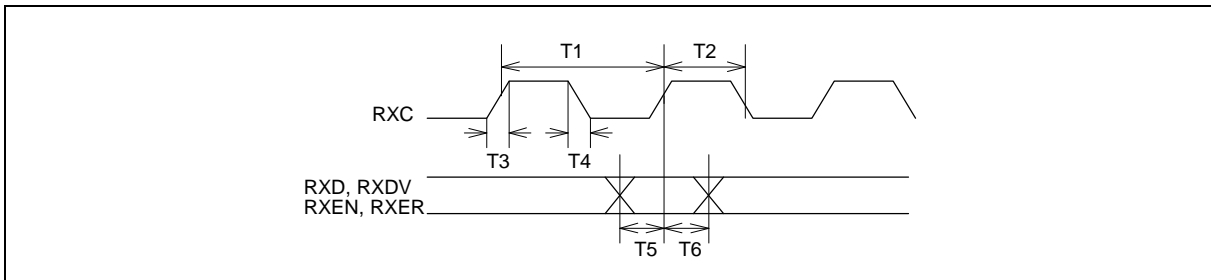 T1 T2
RXC
T3 T4
RXD, RXDV
RXEN, RXER
T5 T6